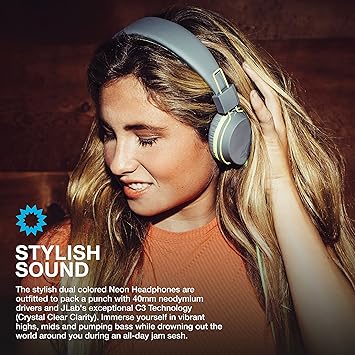 STYLISH
SOUND
The stylish dual colored Neon Headphones are
outfitted to pack a punch with 40mm neodymium
drivers and JLab's exceptional C3 Technology
(Crystal Clear Clarity). Immerse yourself in vibrant
highs, mids and pumping bass while drowning out the
world around you during an all-day jam sesh.